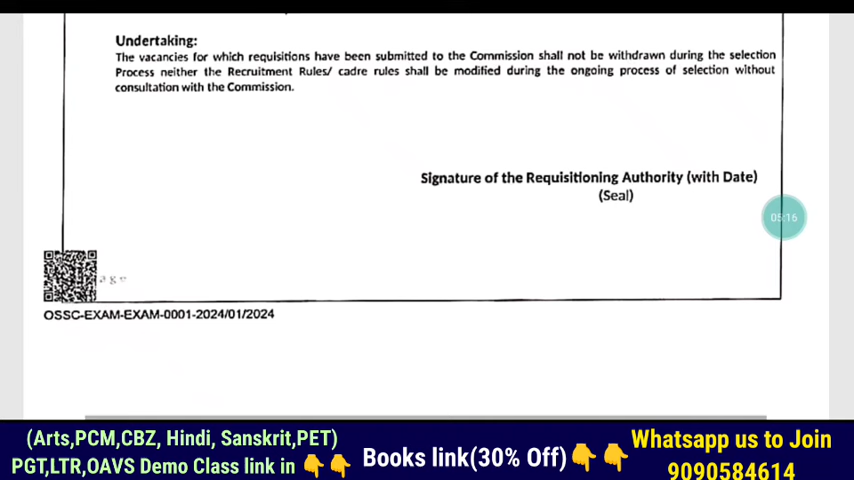 Undertaking:
The vacancies for which requisitions have been submitted to the Commission shall not be withdrawn during the selection
Process neither the Recruitment Rules/ cadre rules shall be modified during the ongoing process of selection without
consultation with the Commission.
Signature of the Requisitioning Authority (with Date)
(Seal)
05:16
age
OSSC-EXAM-EXAM-0001-2024/01/2024
(Arts,PCM,CBZ, Hindi, Sanskrit,PET)
PGT,LTR,OAVS Demo Class link in 👇👇
Books link(30% Off)👇👇
Whatsapp us to Join
9090584614